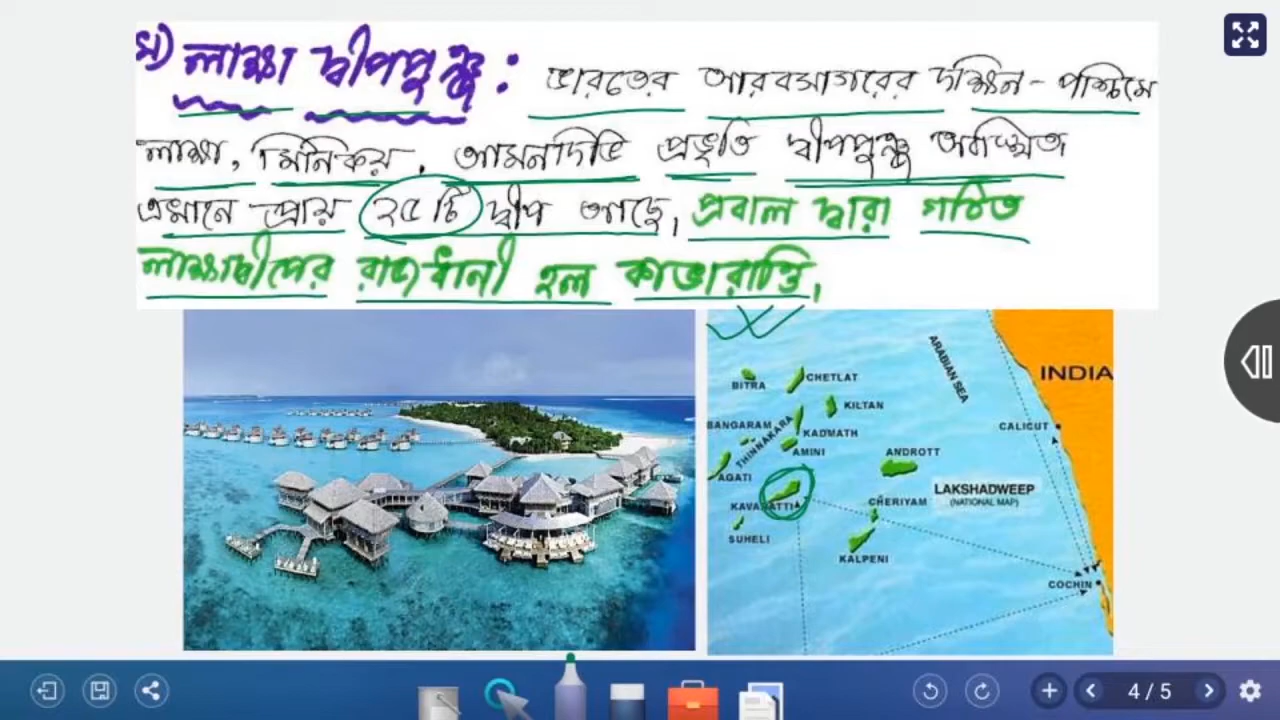 খ) লাক্ষা দ্বীপপুঞ্জ : ভারতের আরবসাগরের দক্ষিন - পশ্চিমে
লাক্ষা, মিনিকয়, আমনদিভি প্রভৃতি দ্বীপপুঞ্জ অবস্থিত
এখানে প্রায় ২৫ টি দ্বীপ আছে, প্রবাল দ্বারা গঠিত
লাক্ষাদ্বীপের রাজধানী হল কাভারাত্তি,
ARABIAN SEA
INDIA
BITRA
CHETLAT
KILTAN
BANGARAM
THINNAKARA
KADMATH
CALICUT
AMINI
ANDROTT
AGATI
LAKSHADWEEP
(NATIONAL MAP)
KAVARATTI
CHERIYAM
SUHELI
KALPENI
COCHIN
4 / 5